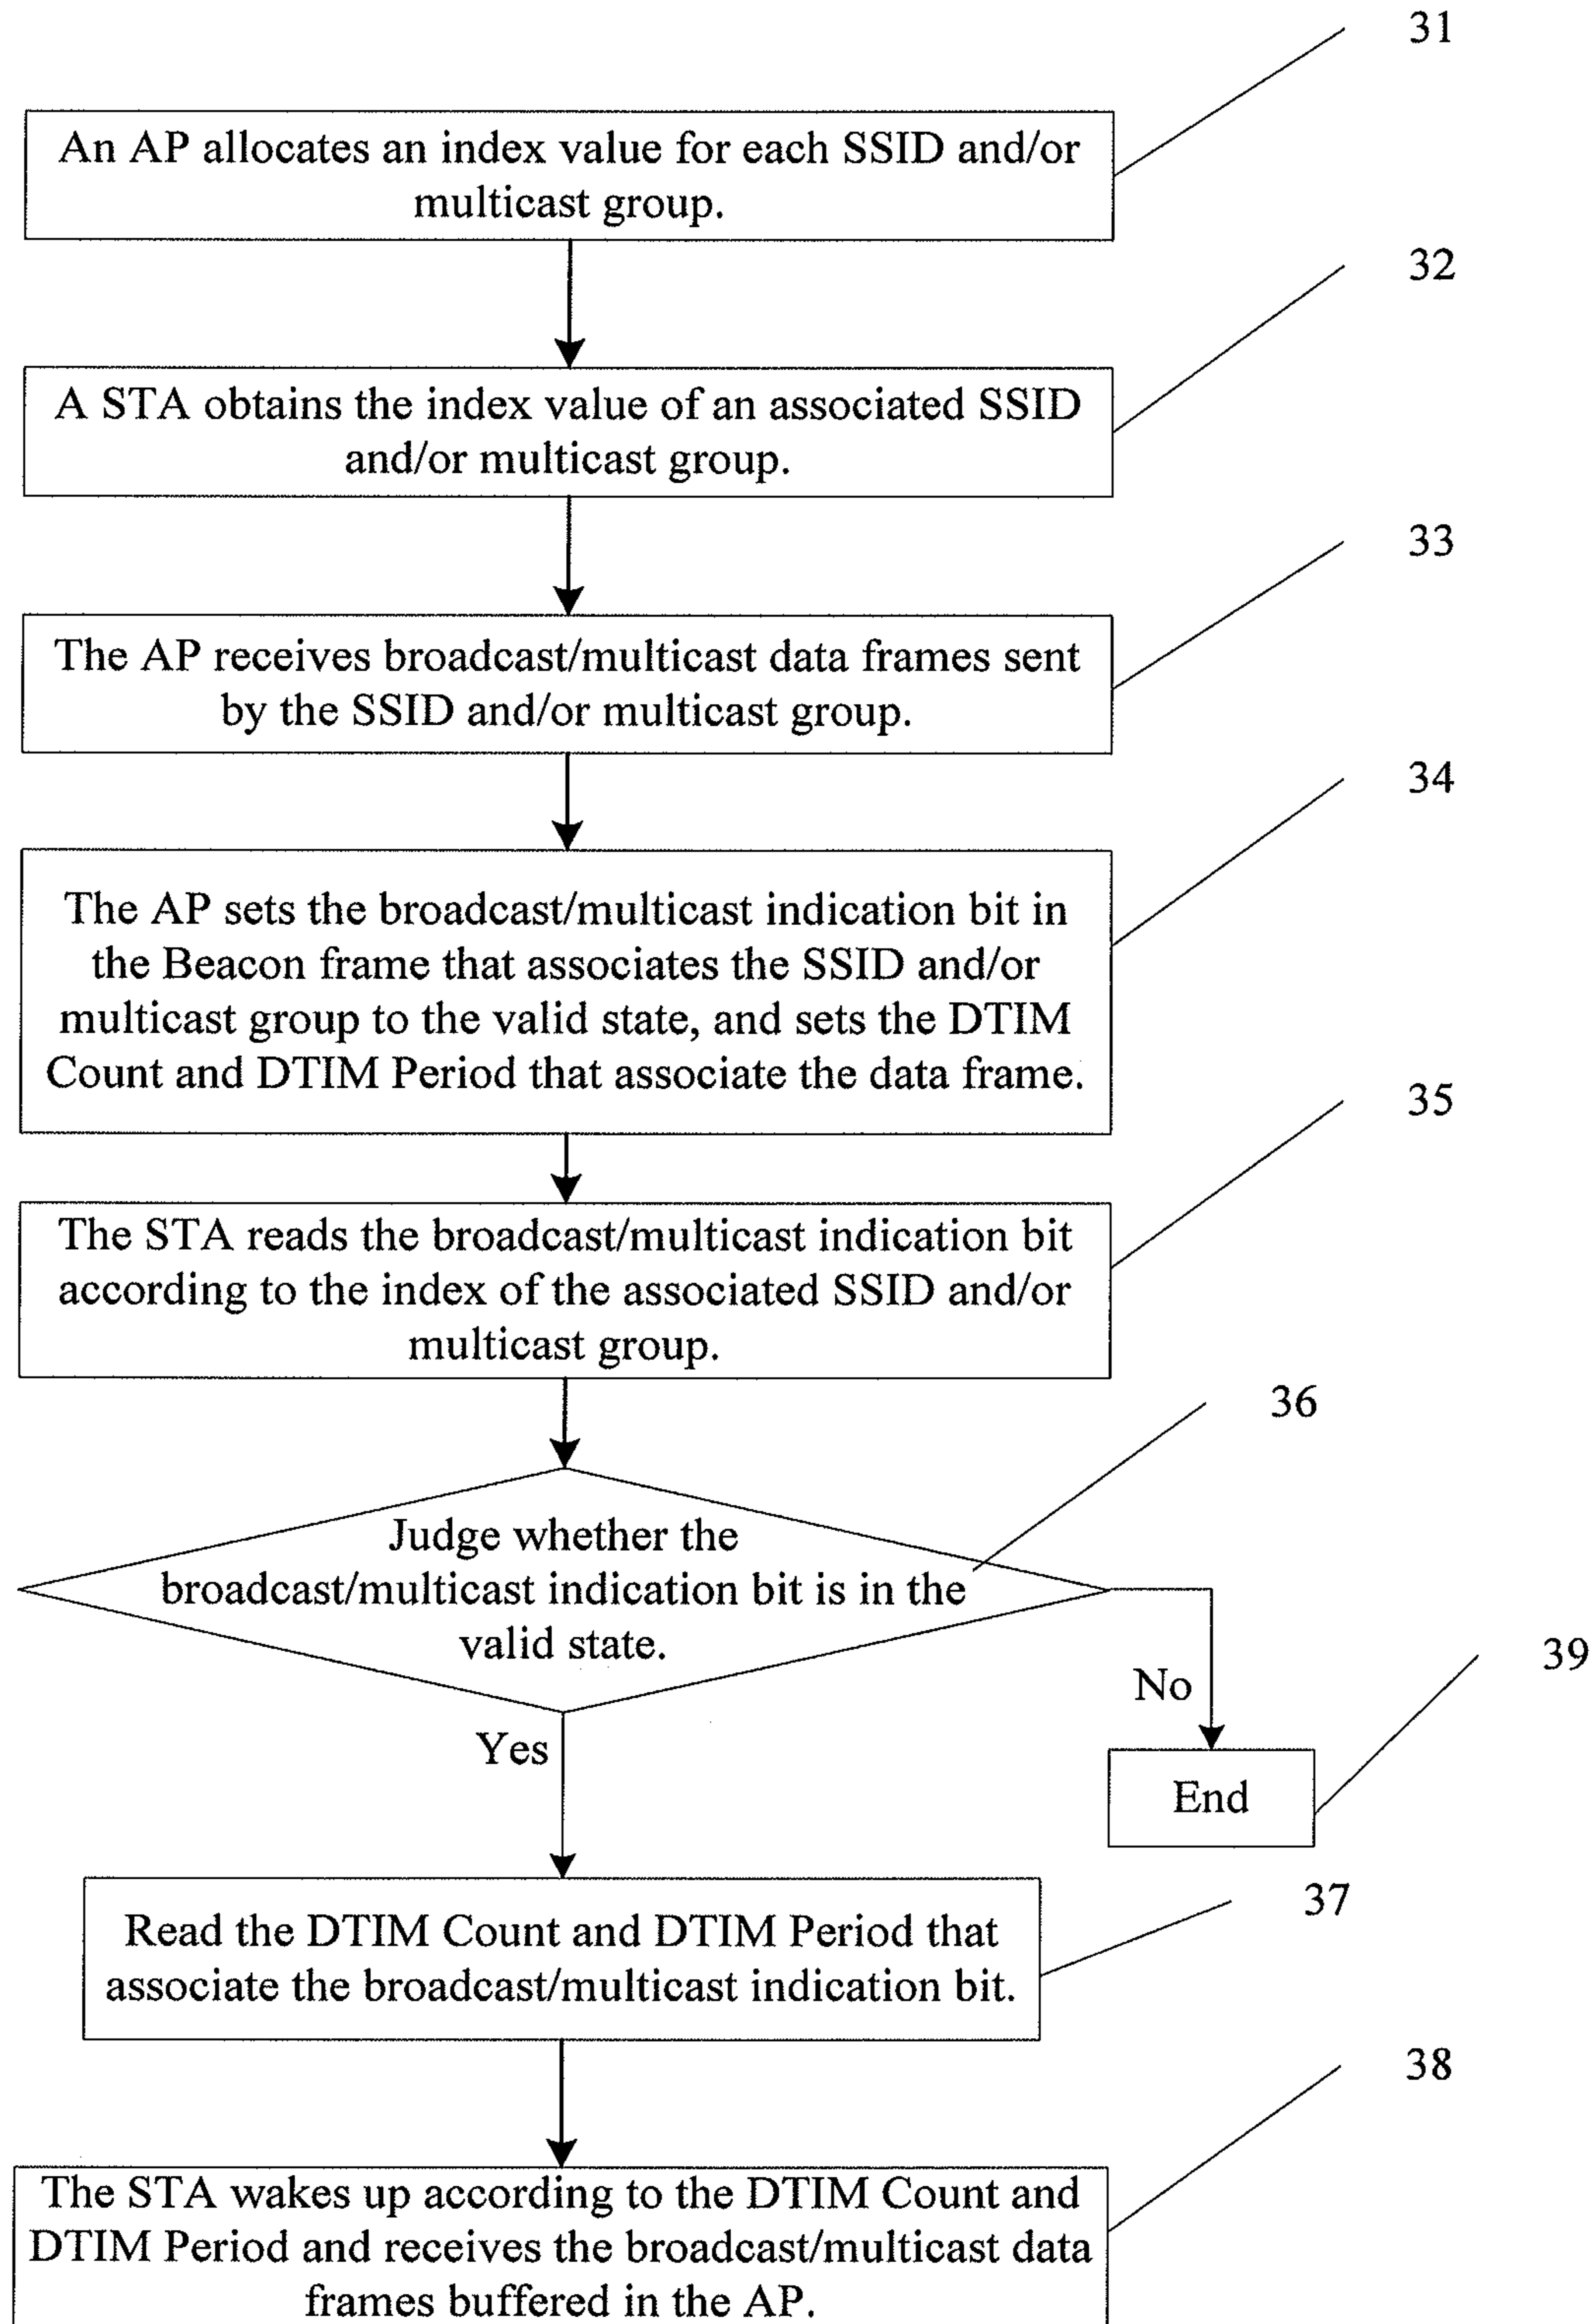 31
An AP allocates an index value for each SSID and/or
multicast group.
32
A STA obtains the index value of an associated SSID
and/or multicast group.
33
The AP receives broadcast/multicast data frames sent
by the SSID and/or multicast group.
34
The AP sets the broadcast/multicast indication bit in
the Beacon frame that associates the SSID and/or
multicast group to the valid state, and sets the DTIM
Count and DTIM Period that associate the data frame.
35
The STA reads the broadcast/multicast indication bit
according to the index of the associated SSID and/or
multicast group.
36
Judge whether the
broadcast/multicast indication bit is in the
valid state.
39
No
Yes
End
37
Read the DTIM Count and DTIM Period that
associate the broadcast/multicast indication bit.
38
The STA wakes up according to the DTIM Count and
DTIM Period and receives the broadcast/multicast data
frames buffered in the AP.